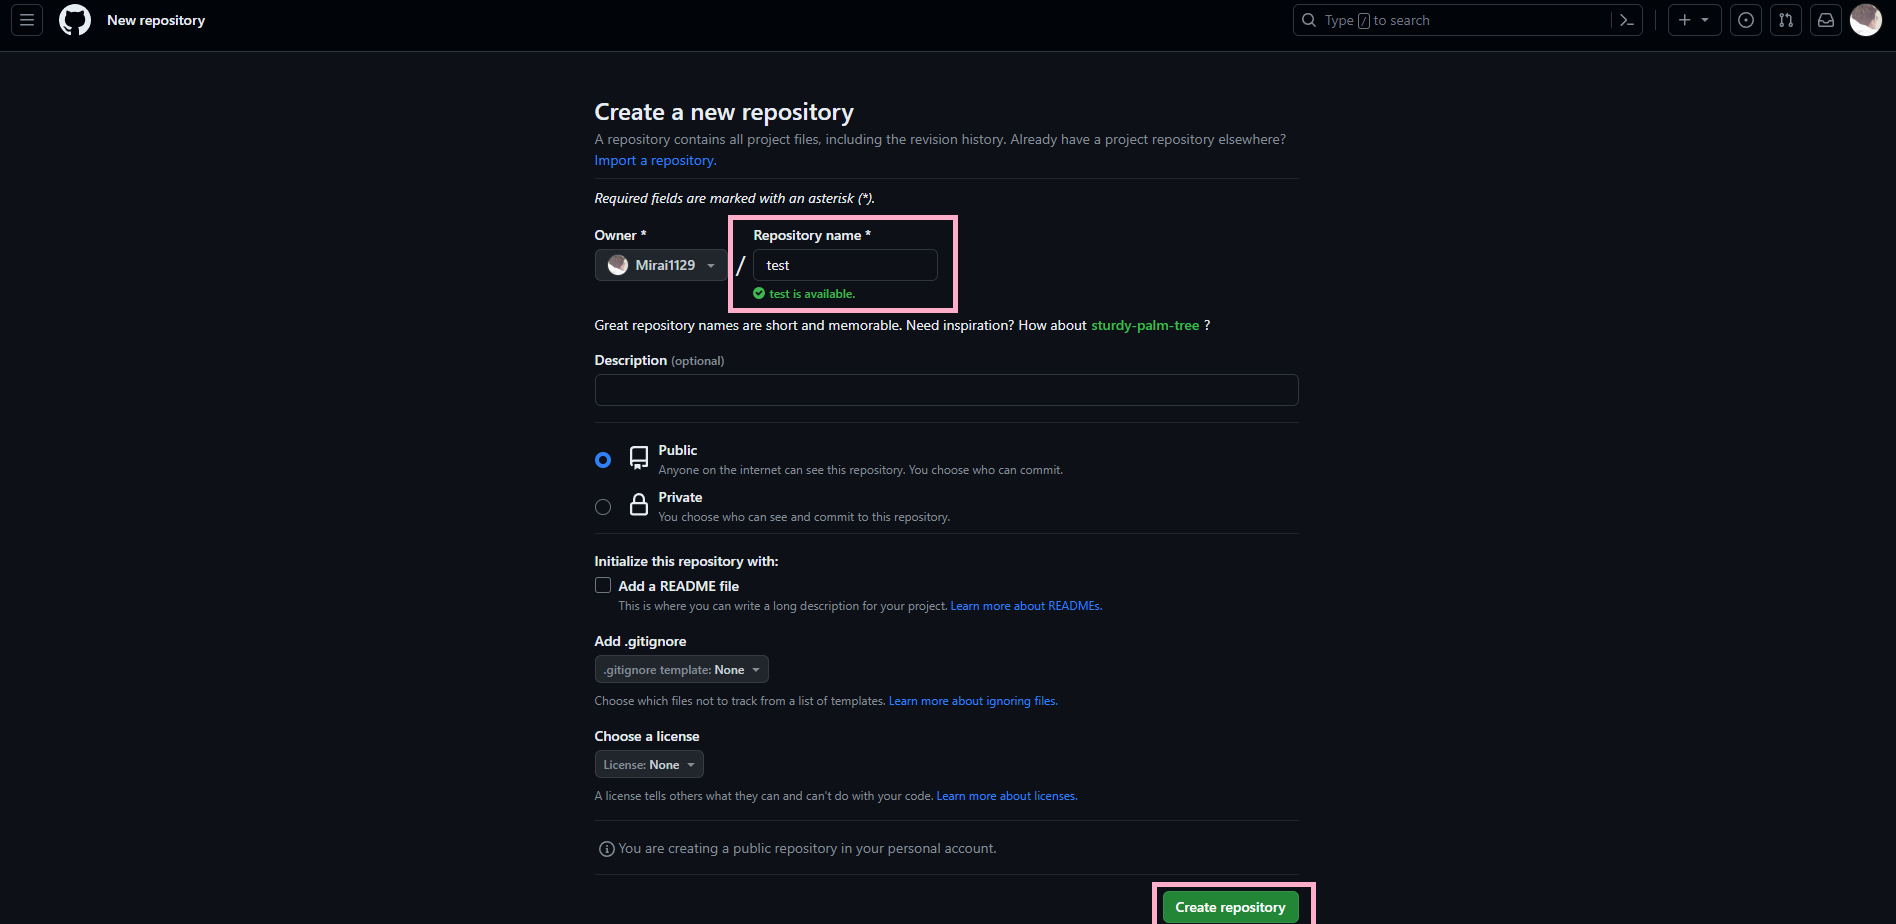 New repository
Type / to search
Create a new repository
A repository contains all project files, including the revision history. Already have a project repository elsewhere?
Import a repository.
Required fields are marked with an asterisk (*).
Owner *
Repository name *
Mirai1129
/
test
test is available.
Great repository names are short and memorable. Need inspiration? How about sturdy-palm-tree ?
Description (optional)
Public
Anyone on the internet can see this repository. You choose who can commit.
Private
You choose who can see and commit to this repository.
Initialize this repository with:
Add a README file
This is where you can write a long description for your project. Learn more about READMEs.
Add .gitignore
.gitignore template: None
Choose which files not to track from a list of templates. Learn more about ignoring files.
Choose a license
License: None
A license tells others what they can and can't do with your code. Learn more about licenses.
You are creating a public repository in your personal account.
Create repository